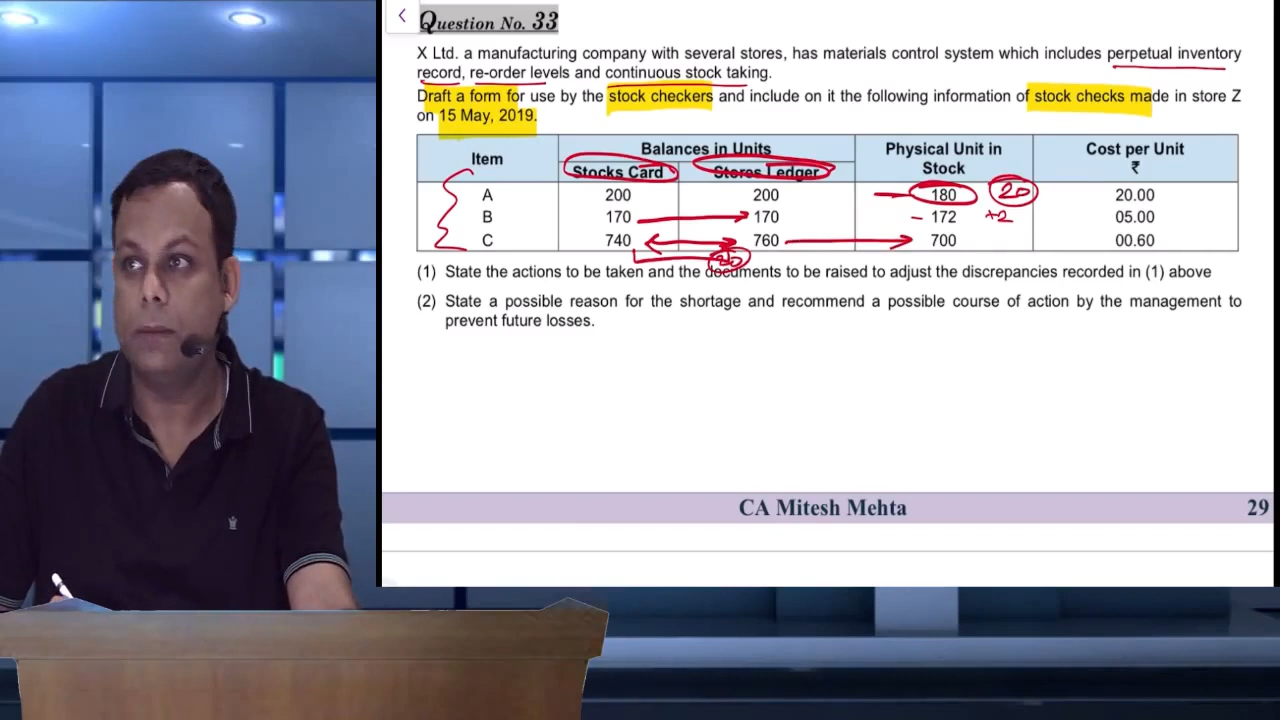 Question No. 33
X Ltd. a manufacturing company with several stores, has materials control system which includes perpetual inventory
record, re-order levels and continuous stock taking.
Draft a form for use by the stock checkers and include on it the following information of stock checks made in store Z
on 15 May, 2019.
Item Balances in Units Physical Unit in Stock Cost per Unit ₹
Stocks Card Stores Ledger
A 200 200 180 20 20.00
B 170 170 - 172 +2 05.00
C 740 760 700 00.60
20
(1) State the actions to be taken and the documents to be raised to adjust the discrepancies recorded in (1) above
(2) State a possible reason for the shortage and recommend a possible course of action by the management to
prevent future losses.
CA Mitesh Mehta 29